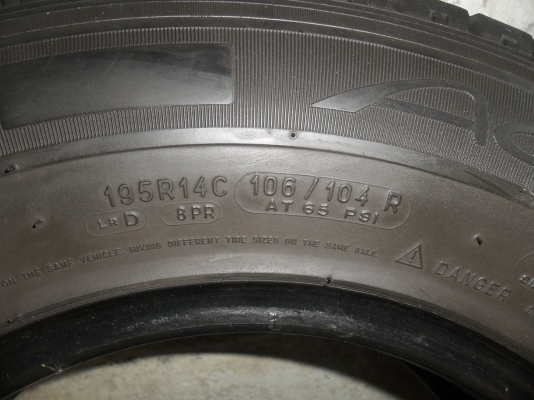 195R14C 106/104 R
LR D 8PR AT 65 PSI
ON THE SAME VEHICLE. MIXING DIFFERENT TIRE SIZES ON THE SAME AXLE.
⚠ DANGER